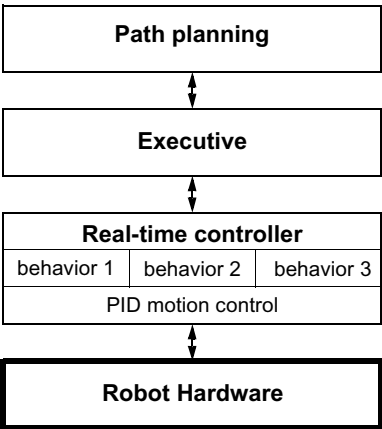 Path planning
Executive
Real-time controller
behavior 1 behavior 2 behavior 3
PID motion control
Robot Hardware